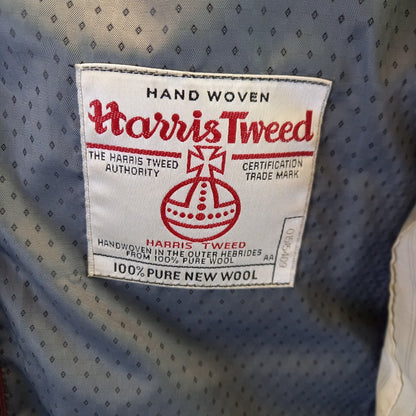 HAND WOVEN
Harris Tweed
THE HARRIS TWEED AUTHORITY
CERTIFICATION TRADE MARK
HARRIS TWEED
HANDWOVEN IN THE OUTER HEBRIDES
FROM 100% PURE WOOL
AA
100% PURE NEW WOOL